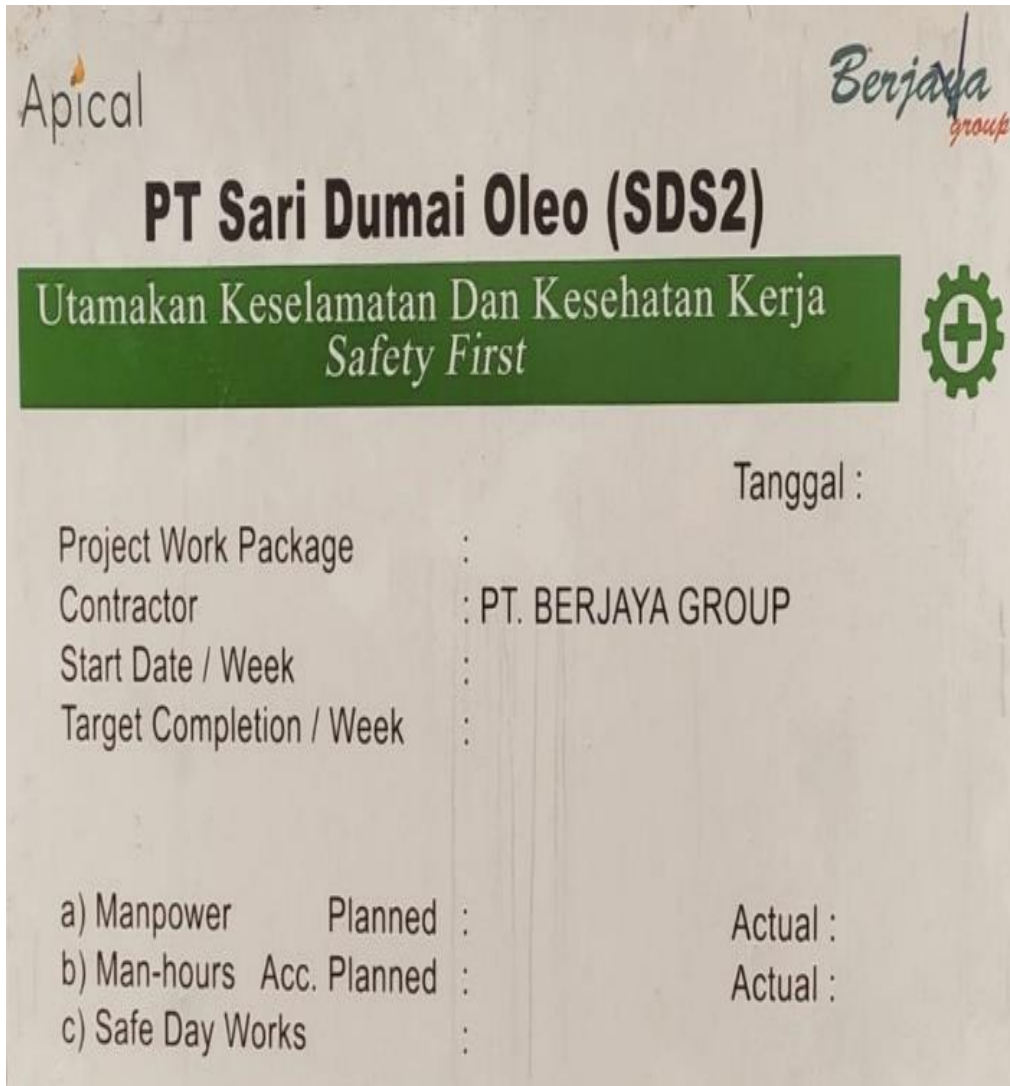 Apical
Berjaya
group
PT Sari Dumai Oleo (SDS2)
Utamakan Keselamatan Dan Kesehatan Kerja
Safety First
Tanggal :
Project Work Package :
Contractor : PT. BERJAYA GROUP
Start Date / Week :
Target Completion / Week :
a) Manpower Planned : Actual :
b) Man-hours Acc. Planned : Actual :
c) Safe Day Works :